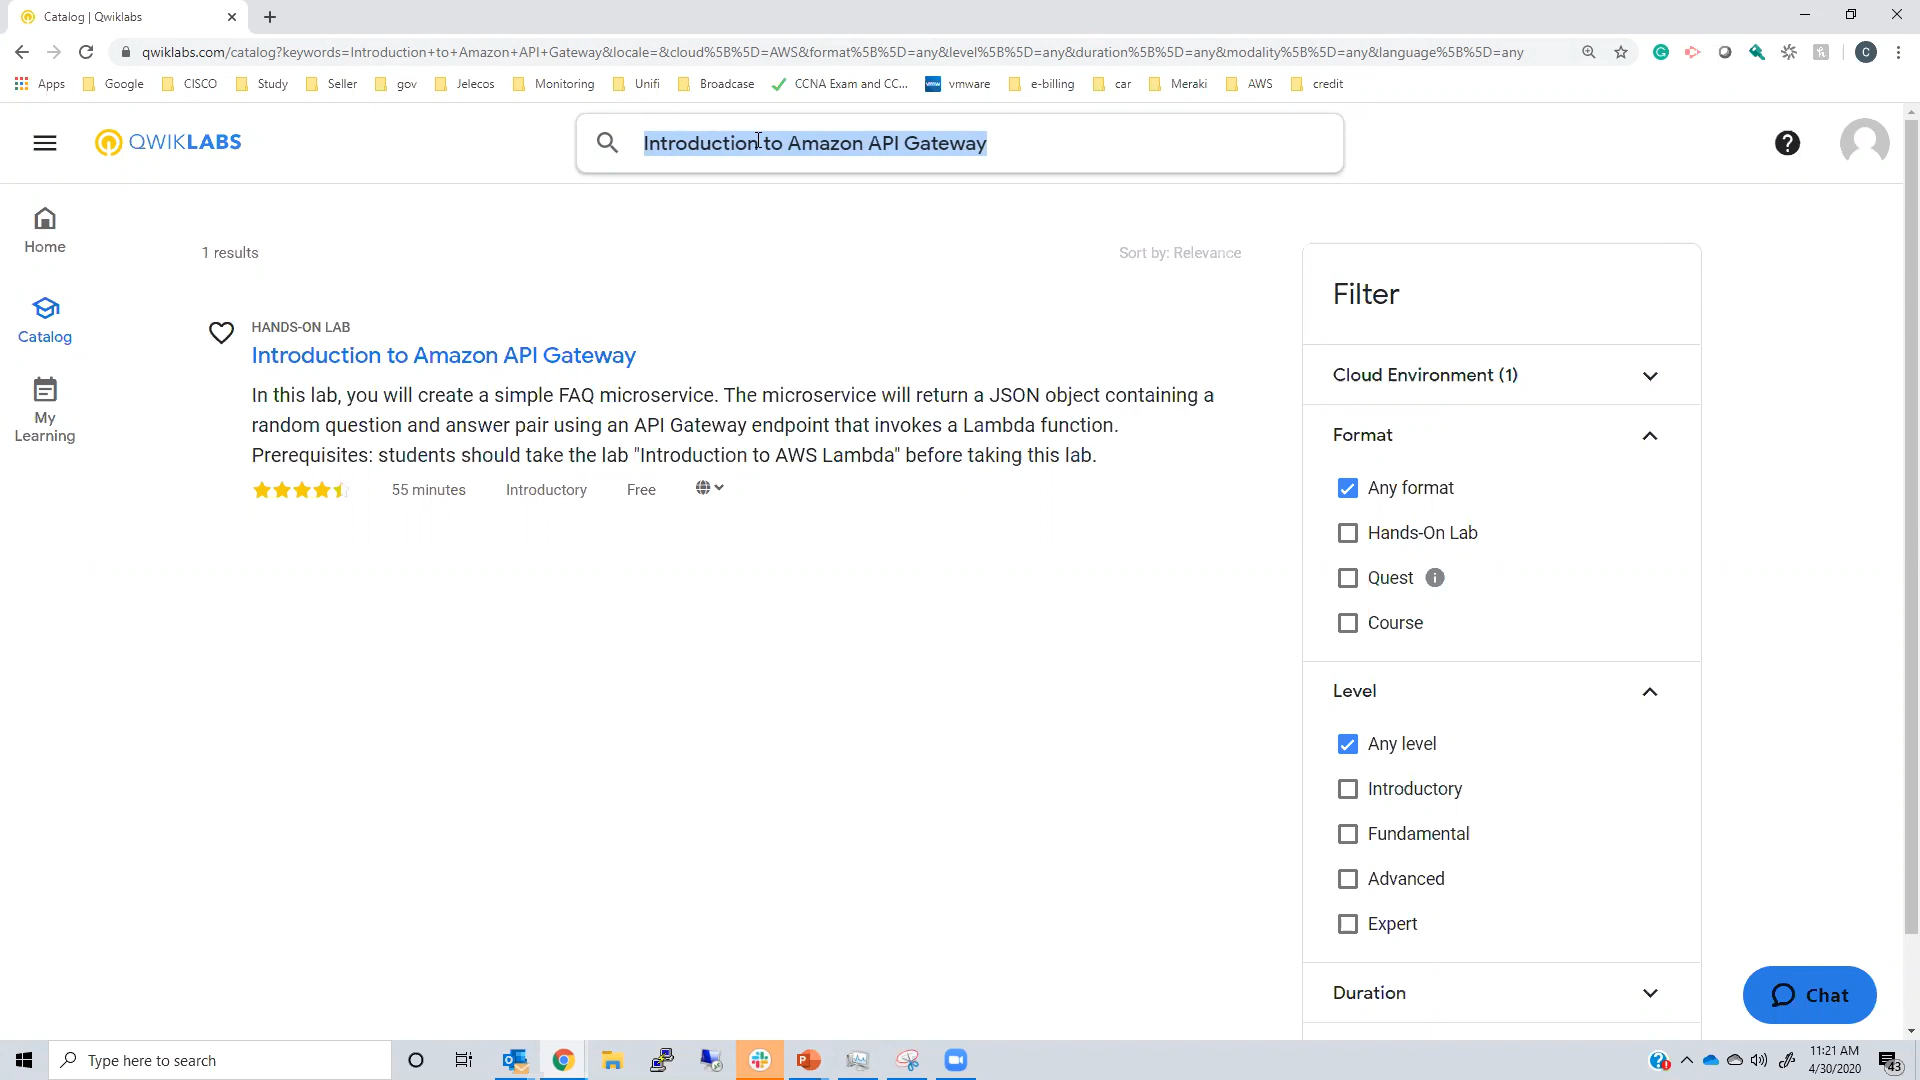 Catalog | Qwiklabs
qwiklabs.com/catalog?keywords=Introduction+to+Amazon+API+Gateway&locale=&cloud%5B%5D=AWS&format%5B%5D=any&level%5B%5D=any&duration%5B%5D=any&modality%5B%5D=any&language%5B%5D=any
C
Apps Google CISCO Study Seller gov Jelecos Monitoring Unifi Broadcase CCNA Exam and CC... vmware e-billing car Meraki AWS credit
QWIKLABS
Introduction to Amazon API Gateway
?
Home
Catalog
My
Learning
1 results
Sort by: Relevance
HANDS-ON LAB
Introduction to Amazon API Gateway
In this lab, you will create a simple FAQ microservice. The microservice will return a JSON object containing a
random question and answer pair using an API Gateway endpoint that invokes a Lambda function.
Prerequisites: students should take the lab "Introduction to AWS Lambda" before taking this lab.
55 minutes Introductory Free
Filter
Cloud Environment (1)
Format
Any format
Hands-On Lab
Quest
Course
Level
Any level
Introductory
Fundamental
Advanced
Expert
Duration
Chat
Type here to search
11:21 AM
4/30/2020
43